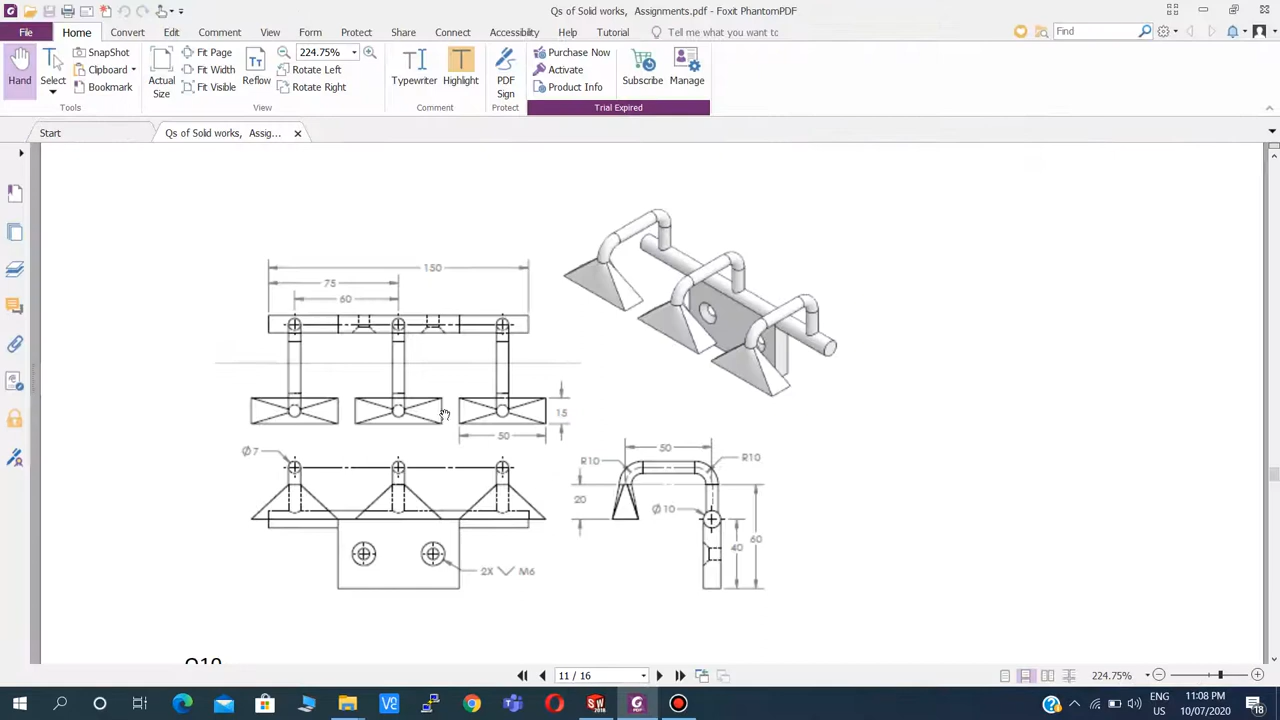 Qs of Solid works, Assignments.pdf - Foxit PhantomPDF
File Home Convert Edit Comment View Form Protect Share Connect Accessibility Help Tutorial Tell me what you want to Find
Hand
Select
SnapShot
Clipboard
Bookmark
Tools
Actual Size
Fit Page
Fit Width
Fit Visible
Reflow
224.75%
Rotate Left
Rotate Right
View
Typewriter
Highlight
Comment
PDF Sign
Protect
Purchase Now
Activate
Product Info
Subscribe
Manage
Trial Expired
Start
Qs of Solid works, Assig...
150
75
60
15
50
Ø7
50
R10
R10
20
Ø10
60
40
2X M6
11 / 16
224.75%
ENG
US
11:08 PM
10/07/2020
18